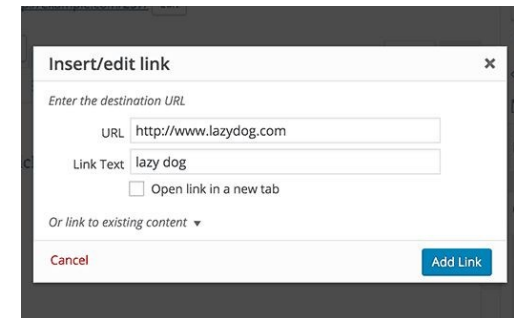 Insert/edit link
Enter the destination URL
URL http://www.lazydog.com
Link Text lazy dog
Open link in a new tab
Or link to existing content
Cancel Add Link